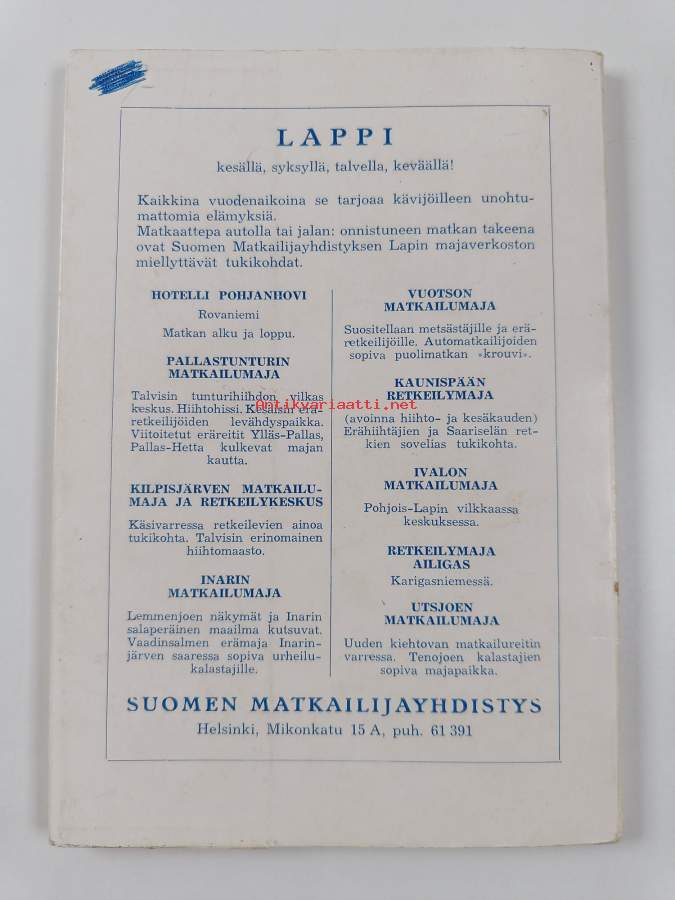 LAPPI
kesällä, syksyllä, talvella, keväällä!
Kaikkina vuodenaikoina se tarjoaa kävijöilleen unohtu-
mattomia elämyksiä.
Matkaattepa autolla tai jalan: onnistuneen matkan takeena
ovat Suomen Matkailijayhdistyksen Lapin majaverkoston
miellyttävät tukikohdat.
HOTELLI POHJANHOVI
Rovaniemi
Matkan alku ja loppu.
PALLASTUNTURIN
MATKAILUMAJA
Talvisin tunturihiihdon vilkas
keskus. Hiihtohissi. Kesäisin erä-
retkeilijöiden levähdyspaikka.
Viitoitetut eräreitit Ylläs-Pallas,
Pallas-Hetta kulkevat majan
kautta.
KILPISJÄRVEN MATKAILU-
MAJA JA RETKEILYKESKUS
Käsivarressa retkeilevien ainoa
tukikohta. Talvisin erinomainen
hiihtomaasto.
INARIN
MATKAILUMAJA
Lemmenjoen näkymät ja Inarin
salaperäinen maailma kutsuvat.
Vaadinsalmen erämaja Inarin-
järven saaressa sopiva urheilu-
kalastajille.
VUOTSON
MATKAILUMAJA
Suositellaan metsästäjille ja erä-
retkeilijöille. Automatkailijoiden
sopiva puolimatkan «krouvi».
KAUNISPÄÄN
RETKEILYMAJA
(avoinna hiihto- ja kesäkauden)
Erähiihtäjien ja Saariselän ret-
kien sovelias tukikohta.
IVALON
MATKAILUMAJA
Pohjois-Lapin vilkkaassa
keskuksessa.
RETKEILYMAJA
AILIGAS
Karigasniemessä.
UTSJOEN
MATKAILUMAJA
Uuden kiehtovan matkailureitin
varressa. Tenojoen kalastajien
sopiva majapaikka.
SUOMEN MATKAILIJAYHDISTYS
Helsinki, Mikonkatu 15 A, puh. 61 391
Antikvariaatti.net